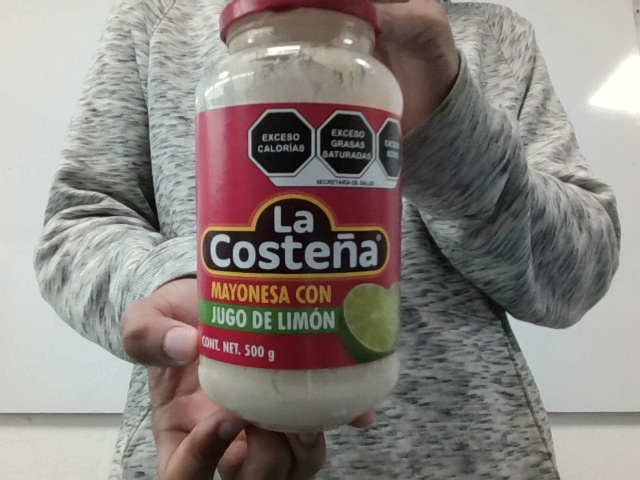 EXCESO
CALORÍAS
EXCESO
GRASAS
SATURADAS
SECRETARÍA DE SALUD
La
Costeña
MAYONESA CON
JUGO DE LIMÓN
CONT. NET. 500 g